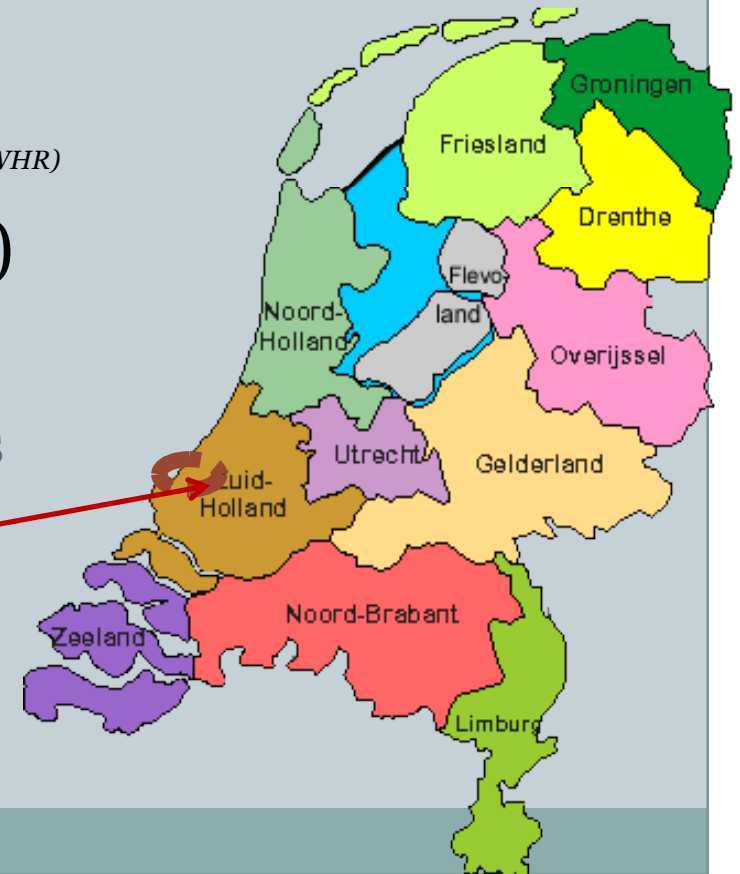 Groningen
Friesland
VHR)
Drenthe
)
Flevo-
land
Noord-
Holland
Overijssel
s
Utrecht
Gelderland
Zuid-
Holland
Noord-Brabant
Zeeland
Limburg